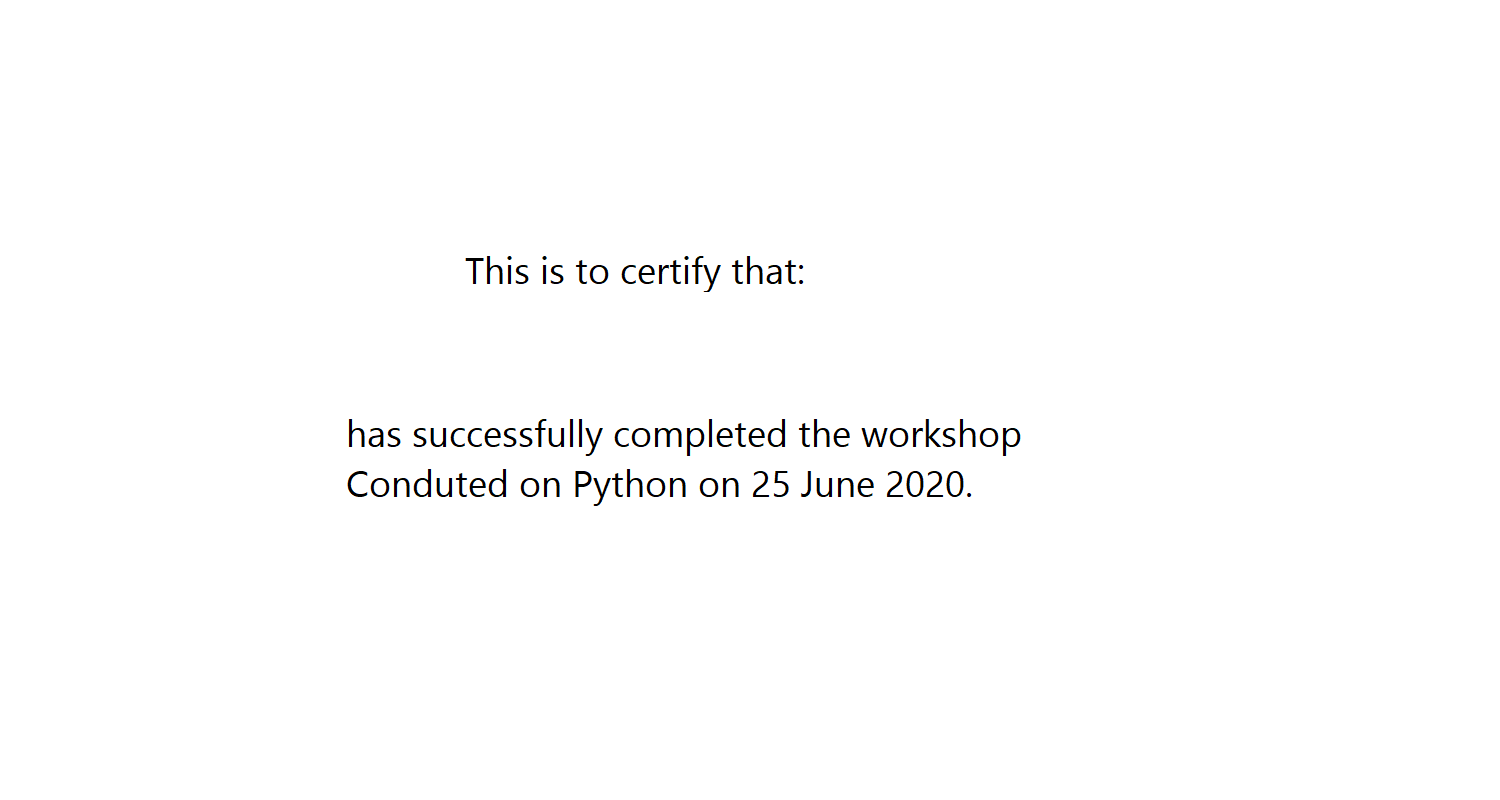 This is to certify that:
has successfully completed the workshop
Conduted on Python on 25 June 2020.